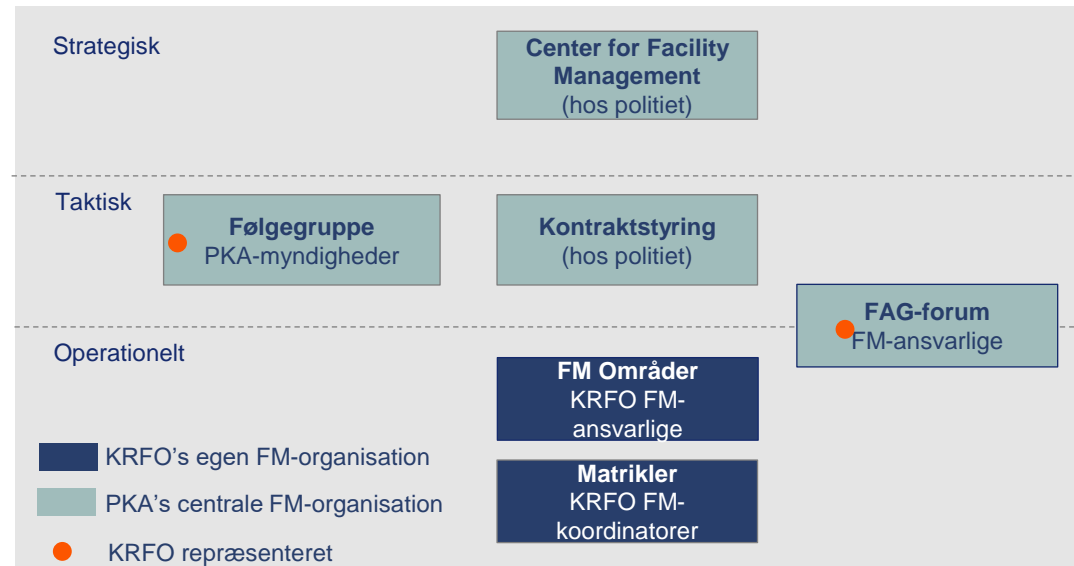 Strategisk
Center for Facility
Management
(hos politiet)
Taktisk
Følgegruppe
PKA-myndigheder
Kontraktstyring
(hos politiet)
FAG-forum
FM-ansvarlige
Operationelt
FM Områder
KRFO FM-
ansvarlige
Matrikler
KRFO FM-
koordinatorer
KRFO's egen FM-organisation
PKA's centrale FM-organisation
KRFO repræsenteret